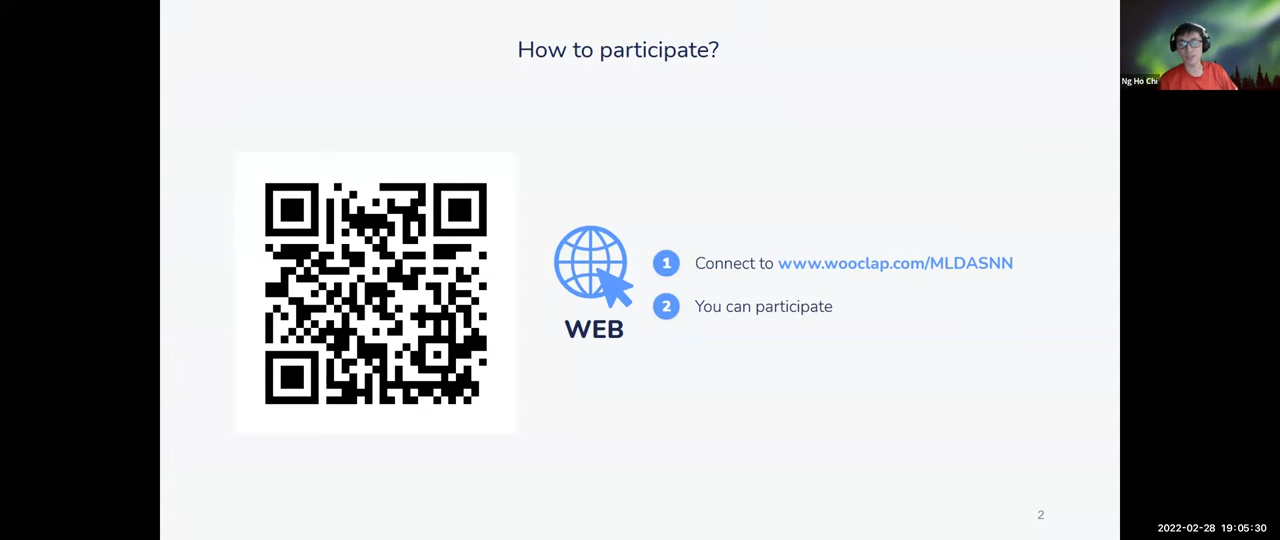 How to participate?
Ng Ho Chi
1 Connect to www.wooclap.com/MLDASNN
2 You can participate
WEB
2
2022-02-28 19:05:30